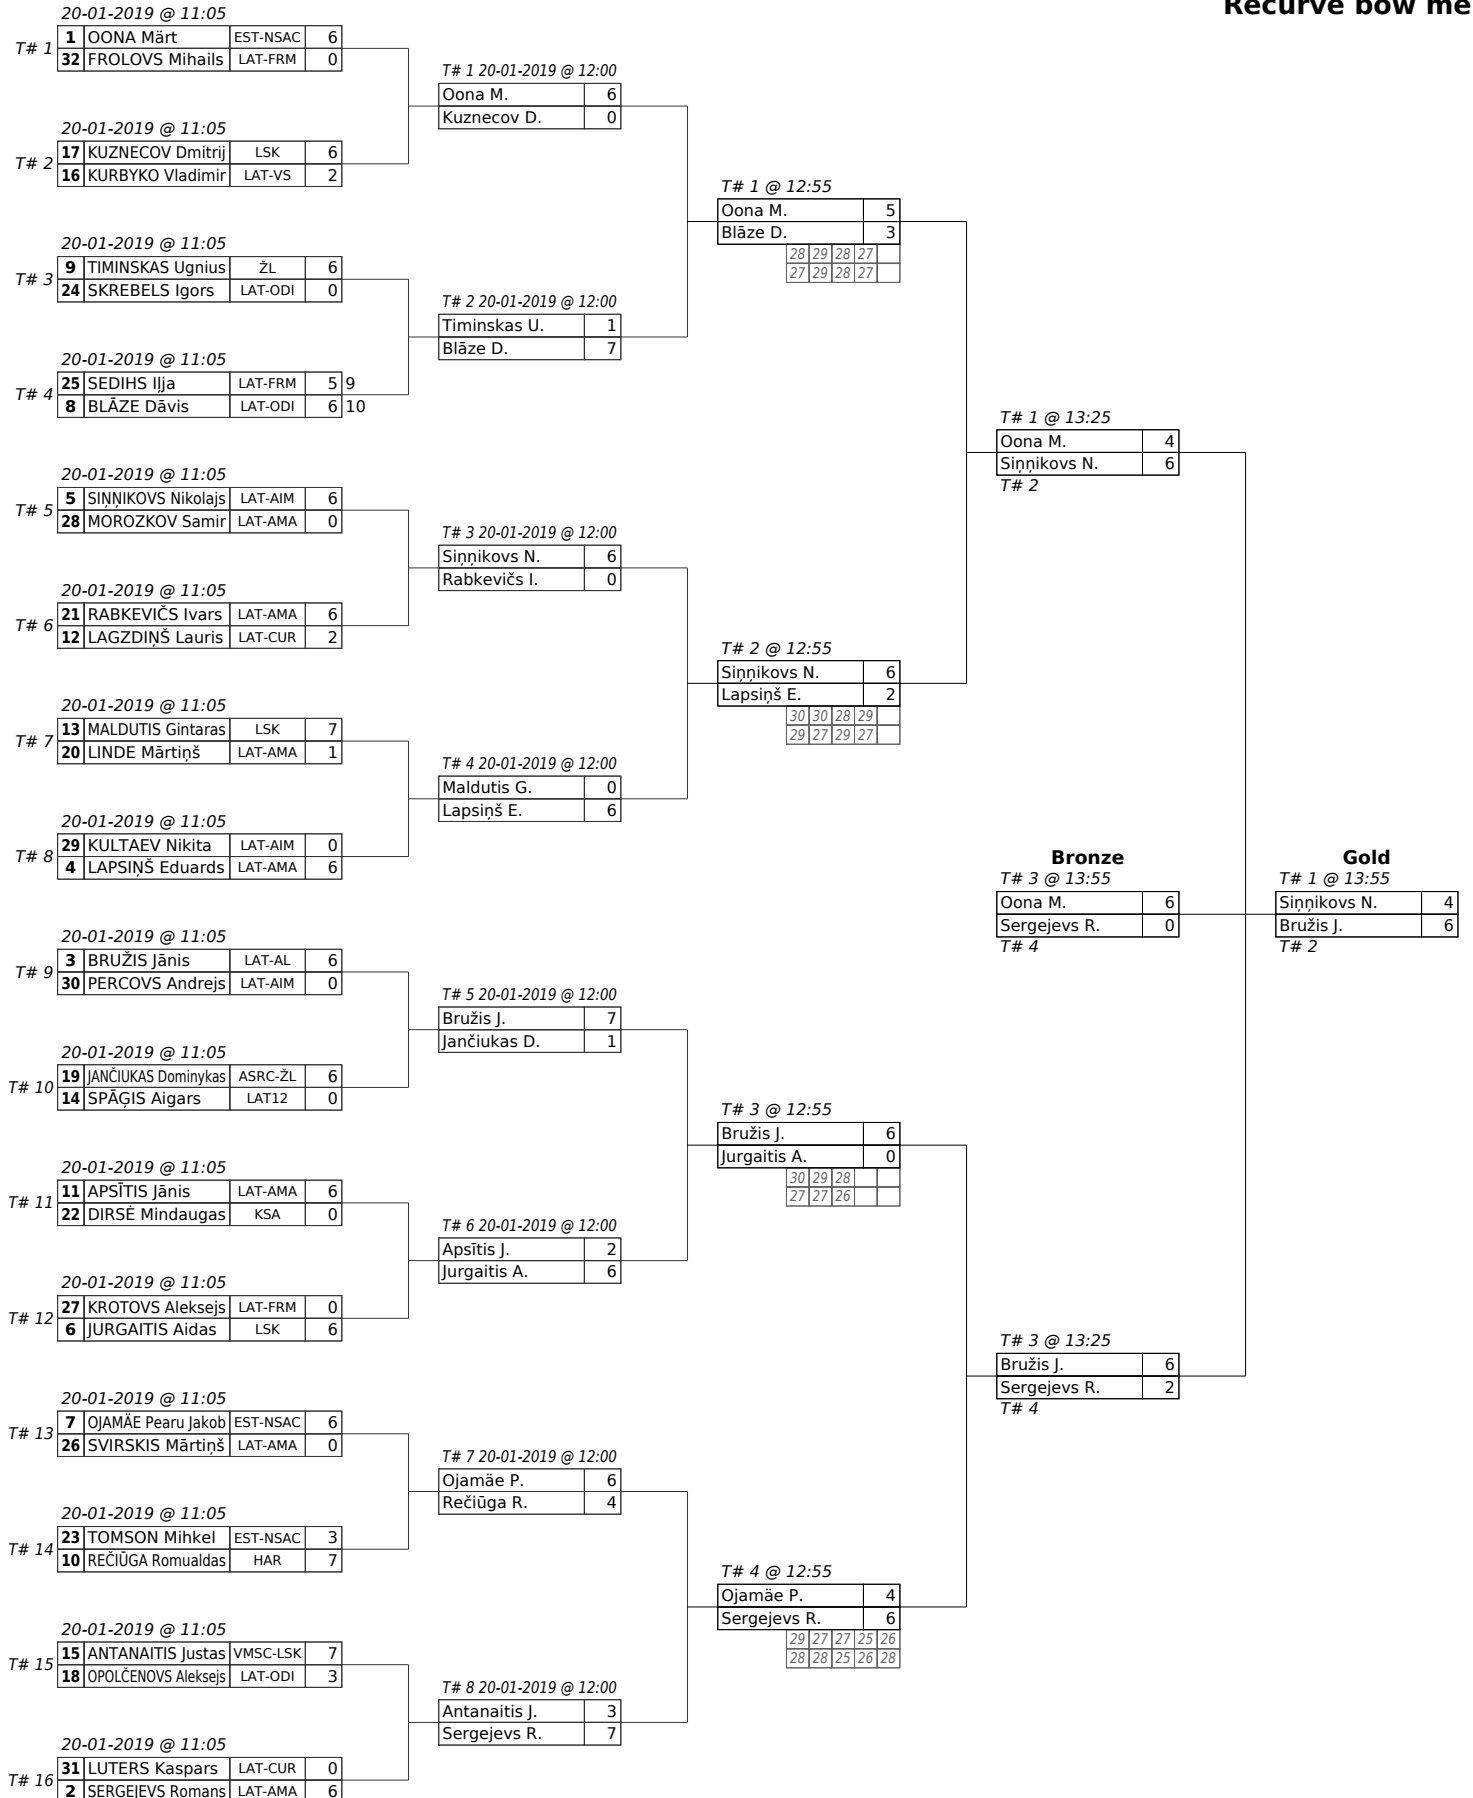 Recurve bow me
20-01-2019 @ 11:05
T# 1
1 OONA Märt EST-NSAC 6
32 FROLOVS Mihails LAT-FRM 0
20-01-2019 @ 11:05
T# 2
17 KUZNECOV Dmitrij LSK 6
16 KURBYKO Vladimir LAT-VS 2
20-01-2019 @ 11:05
T# 3
9 TIMINSKAS Ugnius ŽL 6
24 SKREBELS Igors LAT-ODI 0
20-01-2019 @ 11:05
T# 4
25 SEDIHS Iļja LAT-FRM 5 9
8 BLĀZE Dāvis LAT-ODI 6 10
20-01-2019 @ 11:05
T# 5
5 SIŅŅIKOVS Nikolajs LAT-AIM 6
28 MOROZKOV Samir LAT-AMA 0
20-01-2019 @ 11:05
T# 6
21 RABKEVIČS Ivars LAT-AMA 6
12 LAGZDIŅŠ Lauris LAT-CUR 2
20-01-2019 @ 11:05
T# 7
13 MALDUTIS Gintaras LSK 7
20 LINDE Mārtiņš LAT-AMA 1
20-01-2019 @ 11:05
T# 8
29 KULTAEV Nikita LAT-AIM 0
4 LAPSIŅŠ Eduards LAT-AMA 6
20-01-2019 @ 11:05
T# 9
3 BRUŽIS Jānis LAT-AL 6
30 PERCOVS Andrejs LAT-AIM 0
20-01-2019 @ 11:05
T# 10
19 JANČIUKAS Dominykas ASRC-ŽL 6
14 SPĀĢIS Aigars LAT12 0
20-01-2019 @ 11:05
T# 11
11 APSĪTIS Jānis LAT-AMA 6
22 DIRSĖ Mindaugas KSA 0
20-01-2019 @ 11:05
T# 12
27 KROTOVS Aleksejs LAT-FRM 0
6 JURGAITIS Aidas LSK 6
20-01-2019 @ 11:05
T# 13
7 OJAMÄE Pearu Jakob EST-NSAC 6
26 SVIRSKIS Mārtiņš LAT-AMA 0
20-01-2019 @ 11:05
T# 14
23 TOMSON Mihkel EST-NSAC 3
10 REČIŪGA Romualdas HAR 7
20-01-2019 @ 11:05
T# 15
15 ANTANAITIS Justas VMSC-LSK 7
18 OPOLČENOVS Aleksejs LAT-ODI 3
20-01-2019 @ 11:05
T# 16
31 LUTERS Kaspars LAT-CUR 0
2 SERGEJEVS Romans LAT-AMA 6
T# 1 20-01-2019 @ 12:00
Oona M. 6
Kuznecov D. 0
T# 2 20-01-2019 @ 12:00
Timinskas U. 1
Blāze D. 7
T# 3 20-01-2019 @ 12:00
Siņņikovs N. 6
Rabkevičs I. 0
T# 4 20-01-2019 @ 12:00
Maldutis G. 0
Lapsiņš E. 6
T# 5 20-01-2019 @ 12:00
Bružis J. 7
Jančiukas D. 1
T# 6 20-01-2019 @ 12:00
Apsītis J. 2
Jurgaitis A. 6
T# 7 20-01-2019 @ 12:00
Ojamäe P. 6
Rečiūga R. 4
T# 8 20-01-2019 @ 12:00
Antanaitis J. 3
Sergejevs R. 7
T# 1 @ 12:55
Oona M. 5
Blāze D. 3
28 29 28 27
27 29 28 27
T# 2 @ 12:55
Siņņikovs N. 6
Lapsiņš E. 2
30 30 28 29
29 27 29 27
T# 3 @ 12:55
Bružis J. 6
Jurgaitis A. 0
30 29 28
27 27 26
T# 4 @ 12:55
Ojamäe P. 4
Sergejevs R. 6
29 27 27 25 26
28 28 25 26 28
T# 1 @ 13:25
Oona M. 4
Siņņikovs N. 6
T# 2
T# 3 @ 13:25
Bružis J. 6
Sergejevs R. 2
T# 4
Bronze
T# 3 @ 13:55
Oona M. 6
Sergejevs R. 0
T# 4
Gold
T# 1 @ 13:55
Siņņikovs N. 4
Bružis J. 6
T# 2